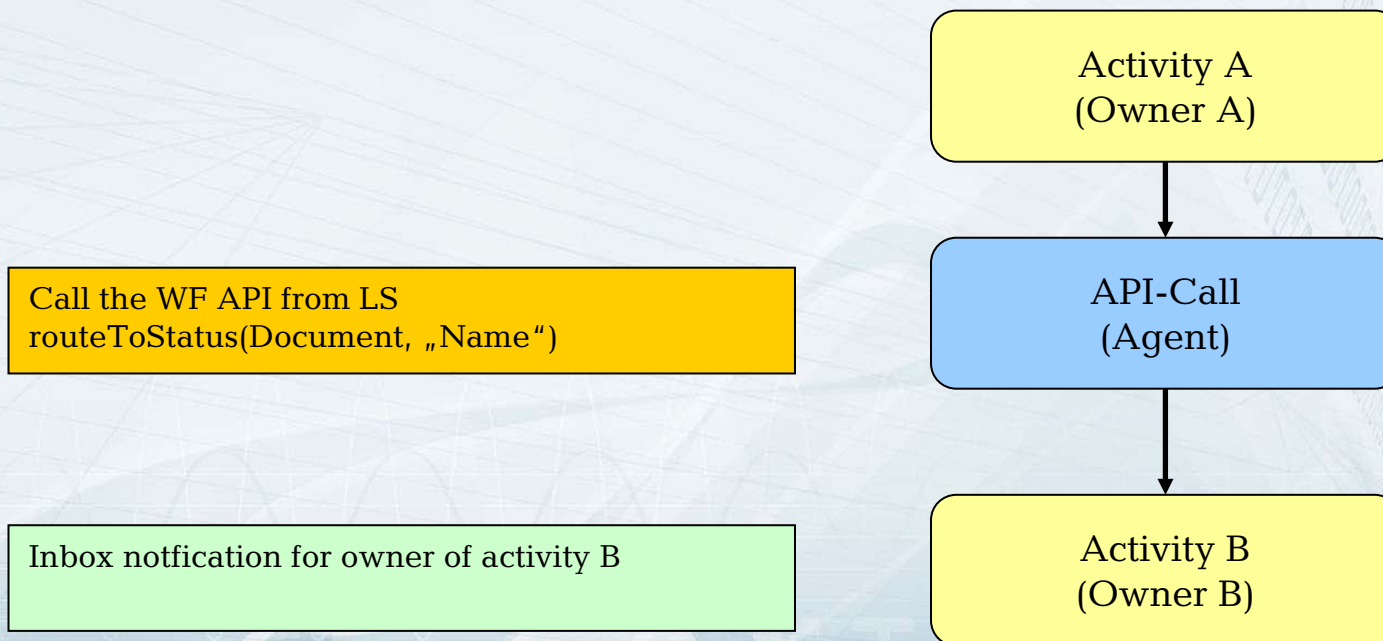 Activity A
(Owner A)
Call the WF API from LS
routeToStatus(Document, „Name“)
API-Call
(Agent)
Inbox notfication for owner of activity B
Activity B
(Owner B)